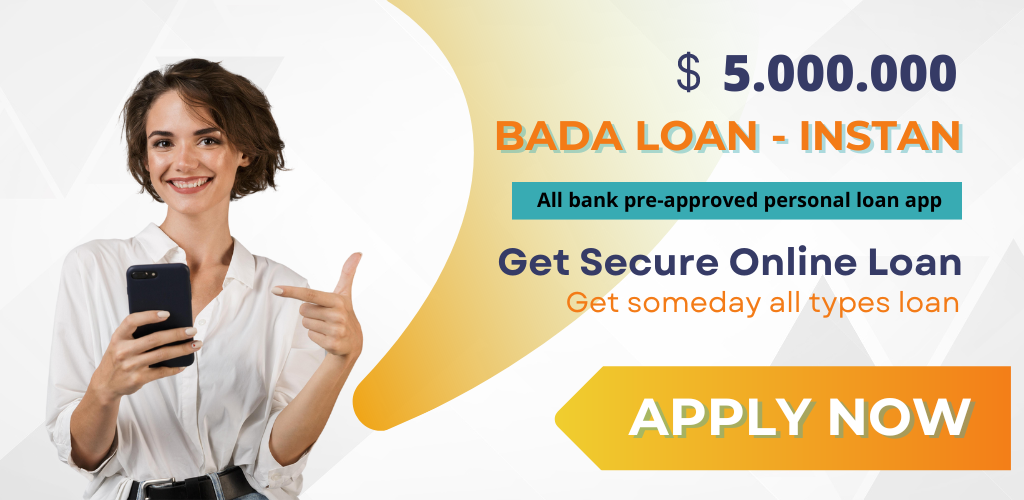 $ 5.000.000
BADA LOAN - INSTAN
All bank pre-approved personal loan app
Get Secure Online Loan
Get someday all types loan
APPLY NOW